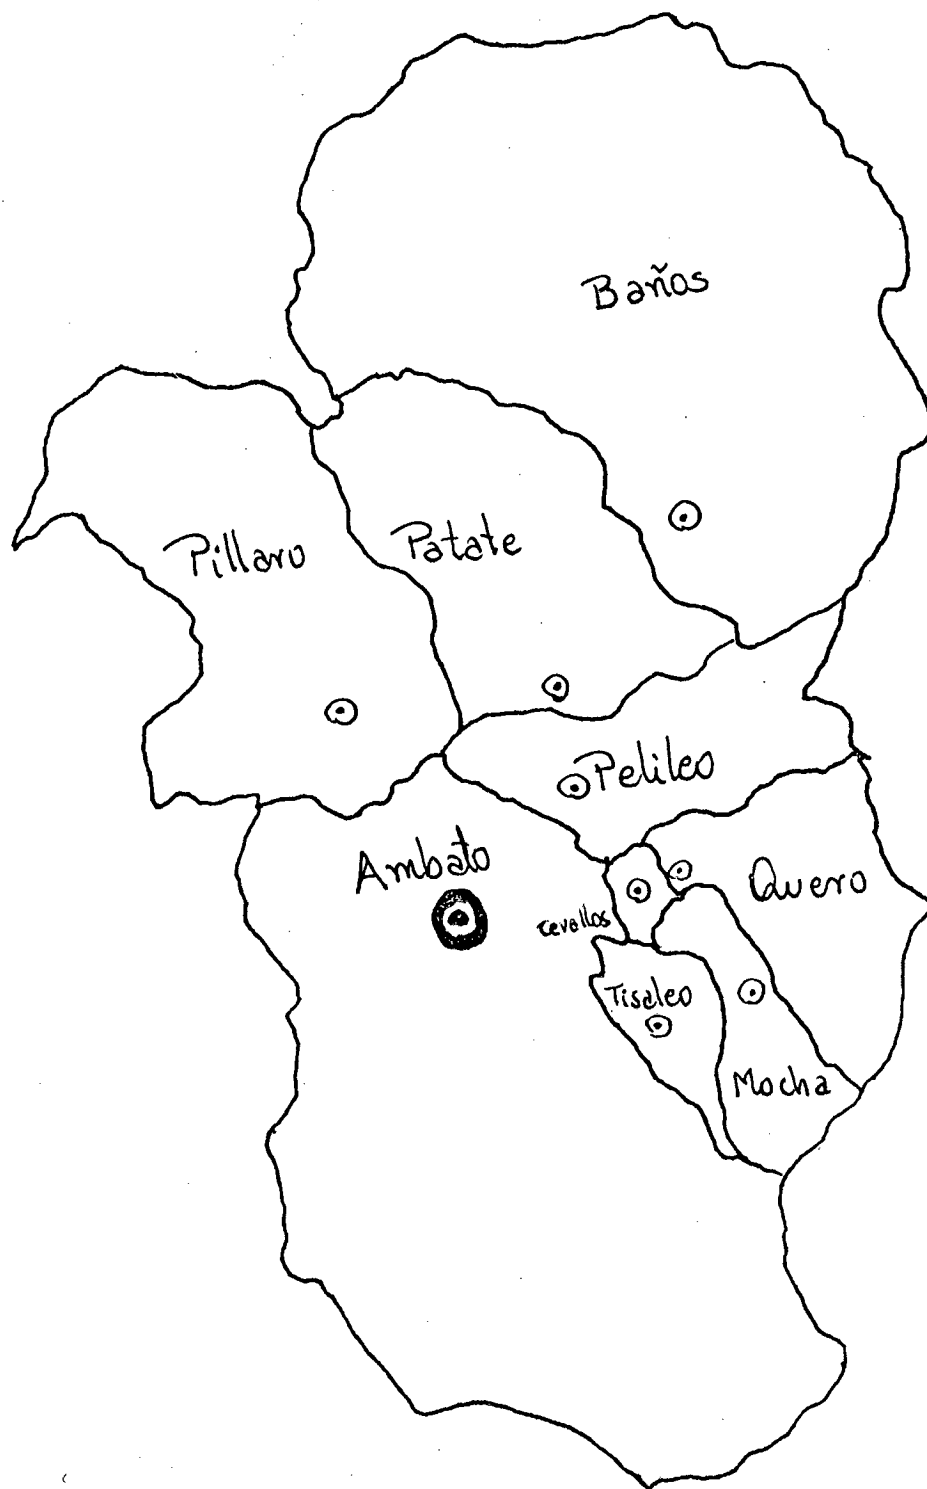 Baños
Pillaro
Patate
Pelileo
Ambato
Quero
cevallos
Tisaleo
Mocha